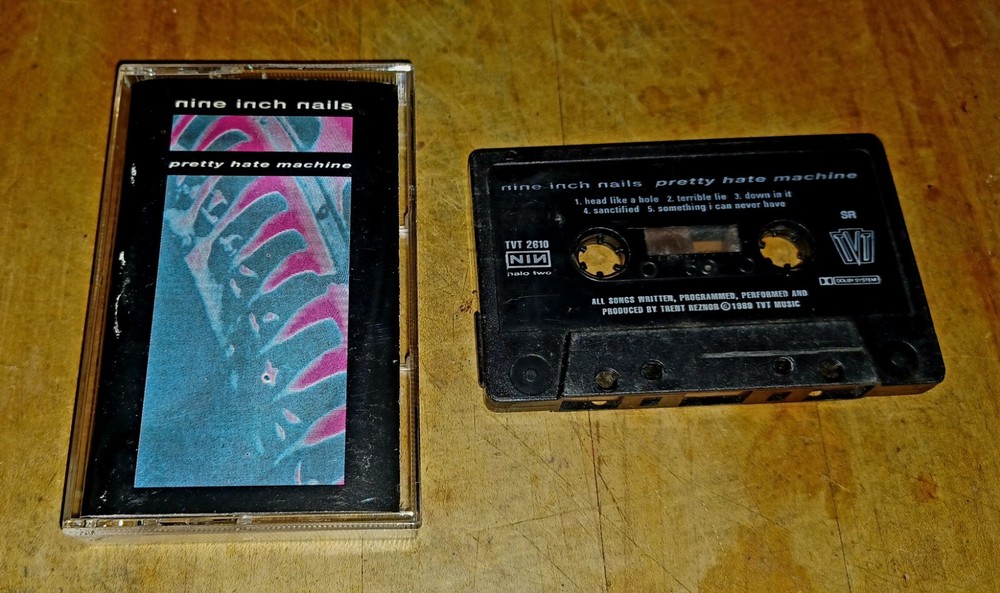 nine inch nails
pretty hate machine
nine inch nails pretty hate machine
1. head like a hole 2. terrible lie 3. down in it
4. sanctified 5. something i can never have
SR
TVT 2610
NIN
halo two
TVT
DOLBY SYSTEM
ALL SONGS WRITTEN, PROGRAMMED, PERFORMED AND
PRODUCED BY TRENT REZNOR © 1989 TVT MUSIC